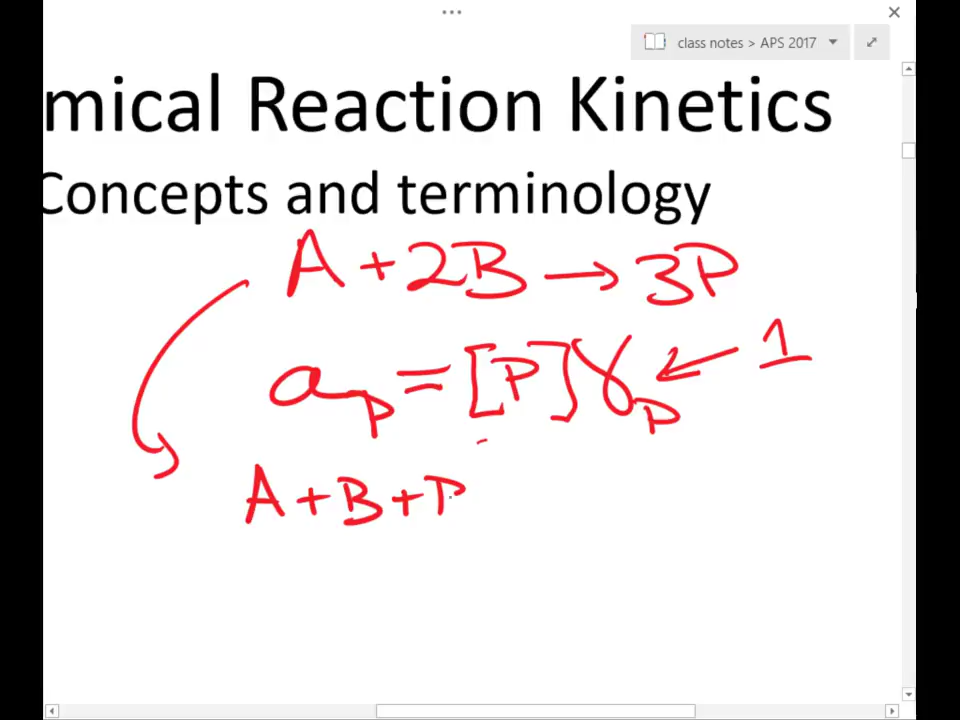 class notes > APS 2017
mical Reaction Kinetics
Concepts and terminology
A + 2B → 3P
a_P = [P]γ_P ← 1
A + B + P